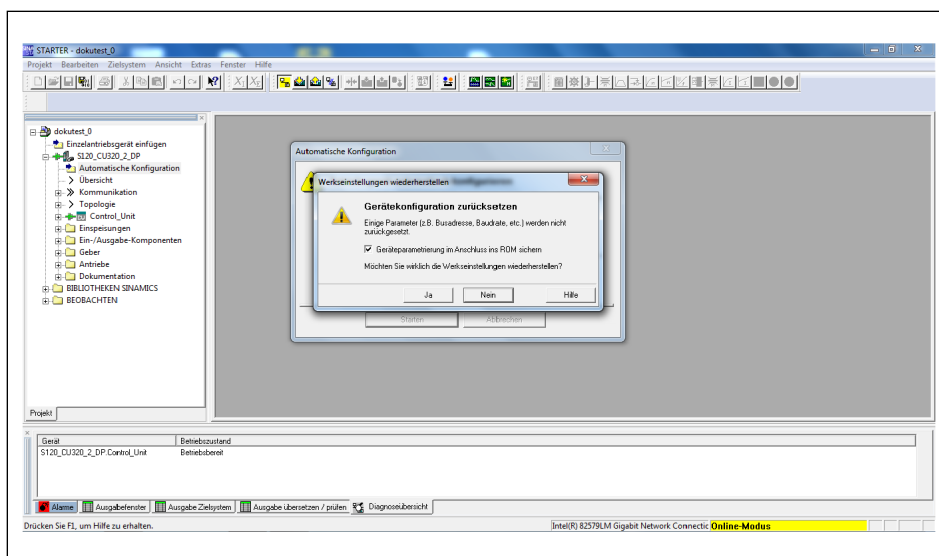 STARTER - dokutest_0
Projekt Bearbeiten Zielsystem Ansicht Extras Fenster Hilfe
dokutest_0
Einzelantriebsgerät einfügen
S120_CU320_2_DP
Automatische Konfiguration
Übersicht
Kommunikation
Topologie
Control_Unit
Einspeisungen
Ein-/Ausgabe-Komponenten
Geber
Antriebe
Dokumentation
BIBLIOTHEKEN SINAMICS
BEOBACHTEN
Projekt
Automatische Konfiguration
Werkseinstellungen wiederherstellen
Gerätekonfiguration zurücksetzen
Einige Parameter (z.B. Busadresse, Baudrate, etc.) werden nicht
zurückgesetzt.
Geräteparametrierung im Anschluss ins ROM sichern
Möchten Sie wirklich die Werkseinstellungen wiederherstellen?
Ja Nein Hilfe
Starten Abbrechen
Gerät Betriebszustand
S120_CU320_2_DP.Control_Unit Betriebsbereit
Alarme Ausgabefenster Ausgabe Zielsystem Ausgabe übersetzen / prüfen Diagnoseübersicht
Drücken Sie F1, um Hilfe zu erhalten. Intel(R) 82579LM Gigabit Network Connectic Online-Modus